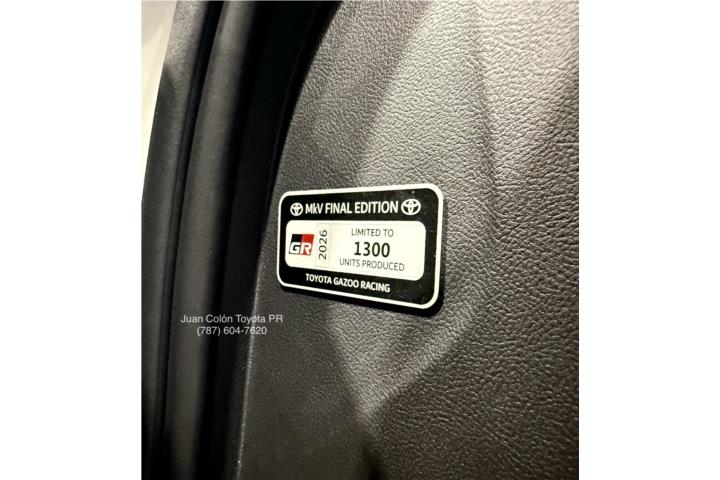 MkV FINAL EDITION
GR
2026
LIMITED TO
1300
UNITS PRODUCED
TOYOTA GAZOO RACING
Juan Colón Toyota PR
(787) 604-7620